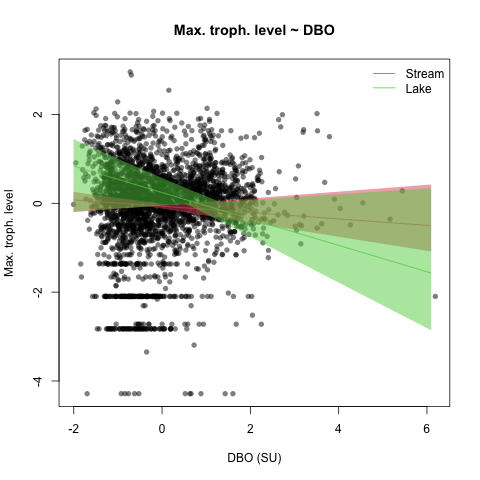 Max. troph. level ~ DBO
Stream
Lake
Max. troph. level
2
0
-2
-4
-2
0
2
4
6
DBO (SU)